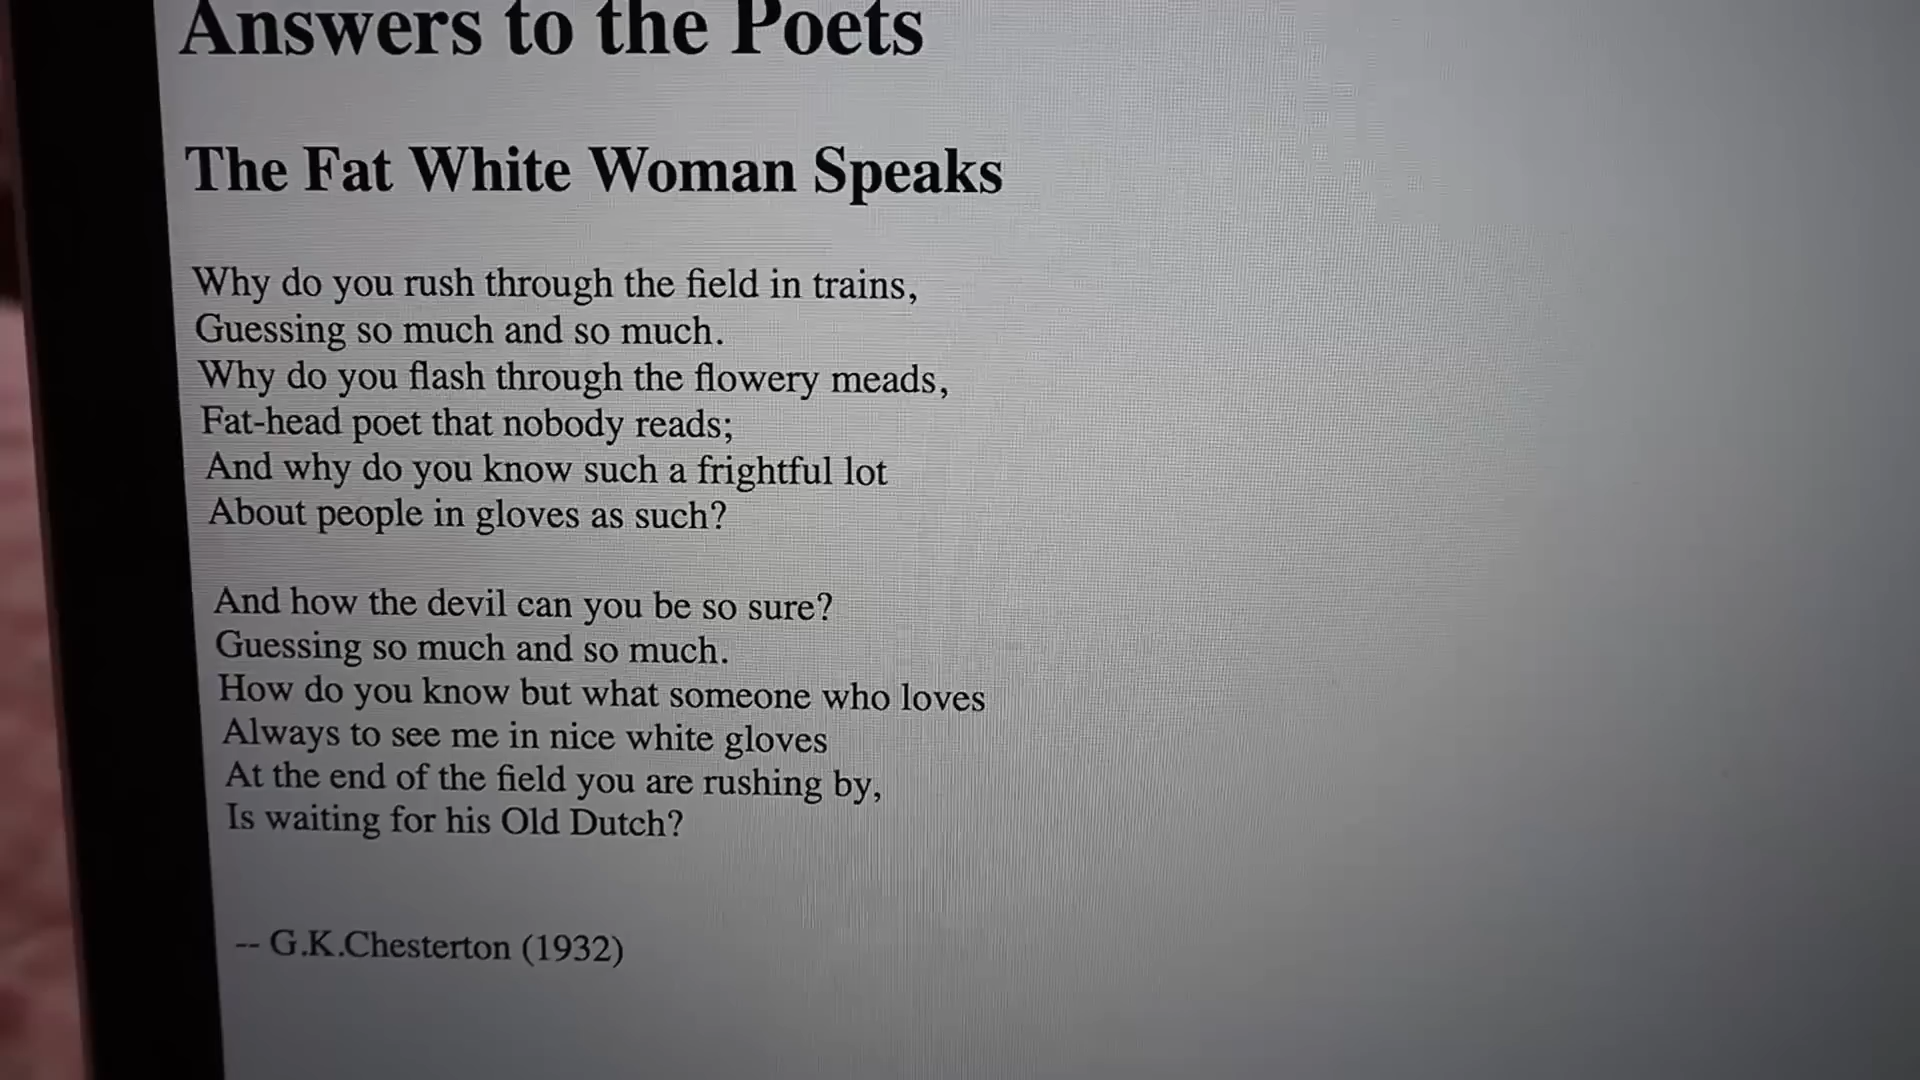 Answers to the Poets
The Fat White Woman Speaks
Why do you rush through the field in trains,
Guessing so much and so much.
Why do you flash through the flowery meads,
Fat-head poet that nobody reads;
And why do you know such a frightful lot
About people in gloves as such?
And how the devil can you be so sure?
Guessing so much and so much.
How do you know but what someone who loves
Always to see me in nice white gloves
At the end of the field you are rushing by,
Is waiting for his Old Dutch?
-- G.K.Chesterton (1932)